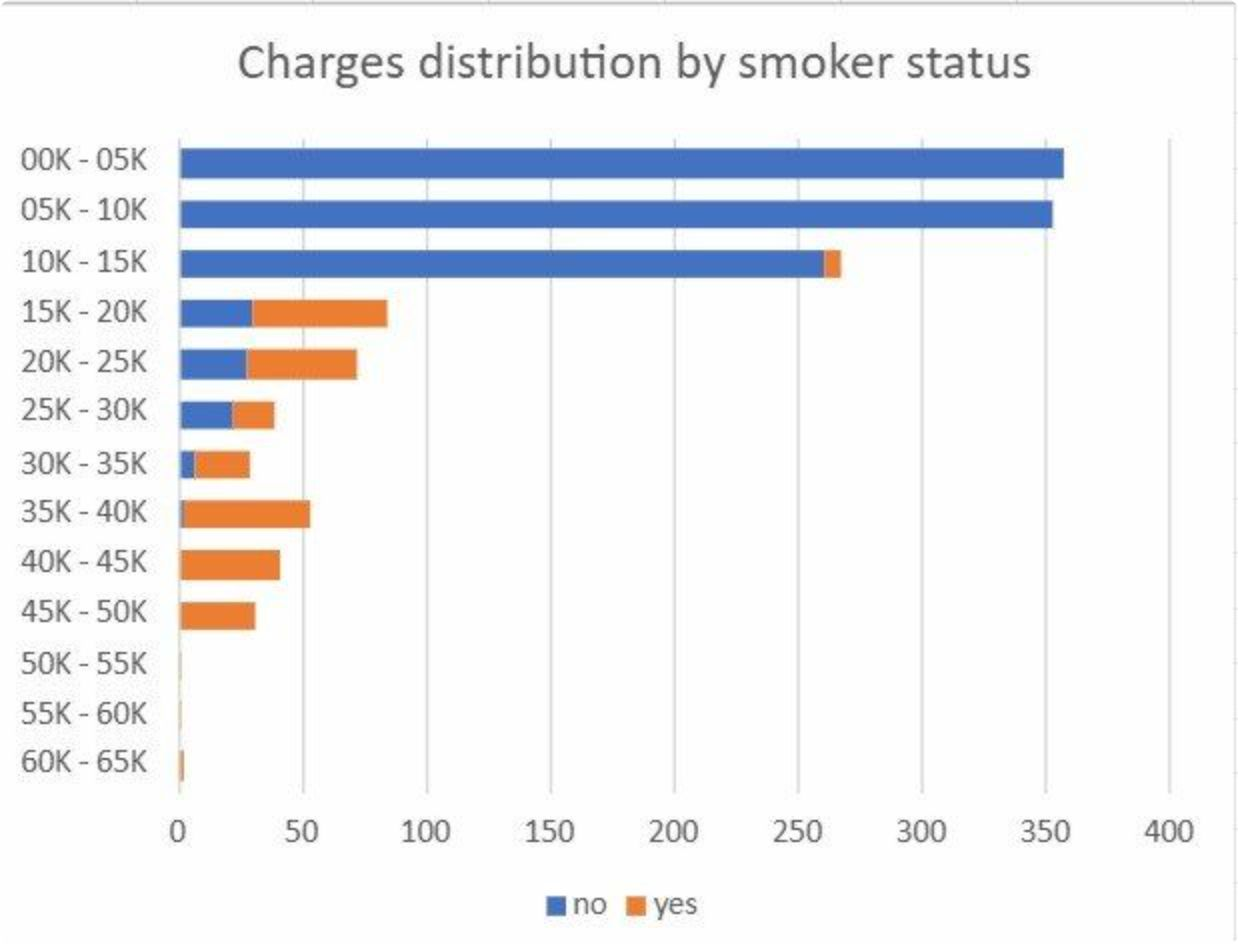 Charges distribution by smoker status
00K - 05K
05K - 10K
10K - 15K
15K - 20K
20K - 25K
25K - 30K
30K - 35K
35K - 40K
40K - 45K
45K - 50K
50K - 55K
55K - 60K
60K - 65K
0 50 100 150 200 250 300 350 400
no yes